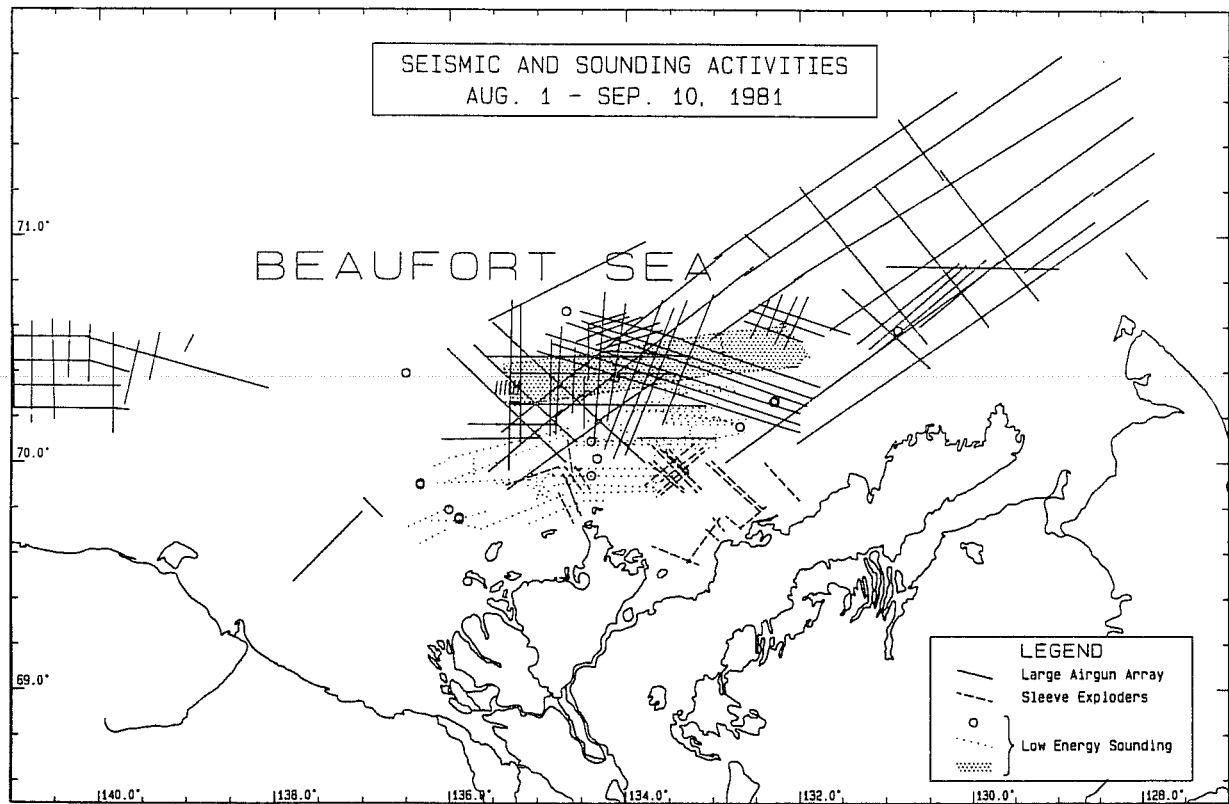 SEISMIC AND SOUNDING ACTIVITIES
AUG. 1 - SEP. 10, 1981
71.0°
BEAUFORT SEA
70.0°
69.0°
LEGEND
Large Airgun Array
Sleeve Exploders
Low Energy Sounding
140.0°
138.0°
136.0°
134.0°
132.0°
130.0°
128.0°